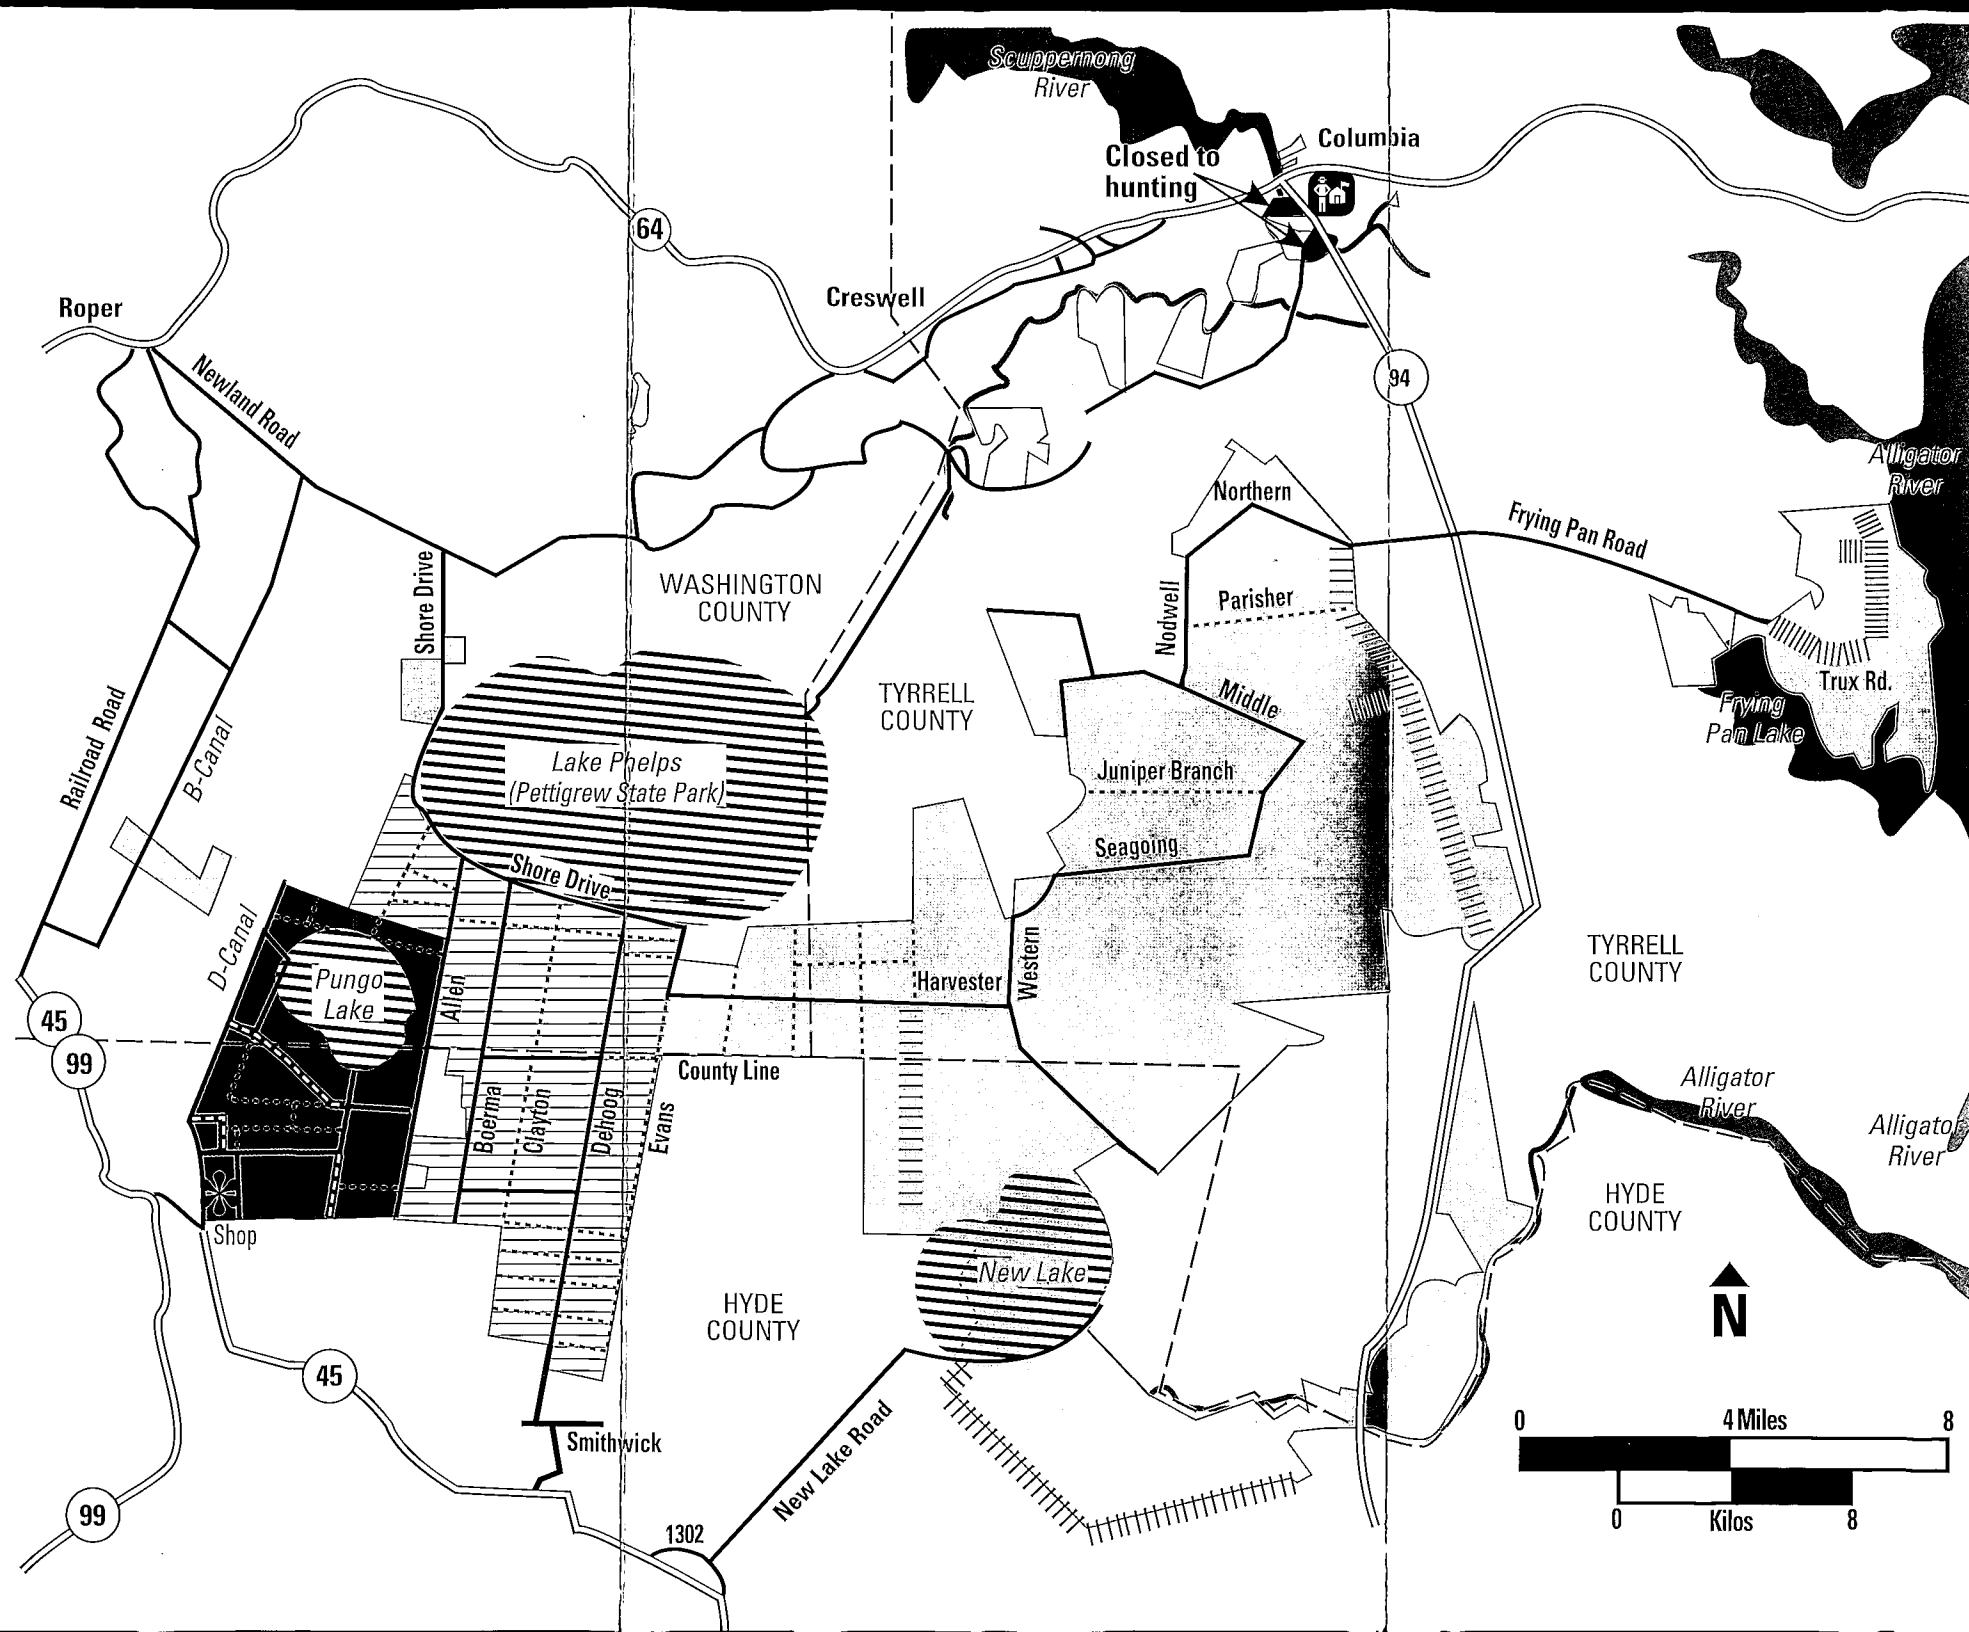 Scuppernong
River
Columbia
Closed to
hunting
64
Creswell
Roper
Newland Road
94
Alligator
River
Northern
Frying Pan Road
Shore Drive
WASHINGTON
COUNTY
Nodwell
Parisher
Trux Rd.
Frying
Pan Lake
Middle
TYRRELL
COUNTY
Railroad Road
B-Canal
Lake Phelps
(Pettigrew State Park)
Juniper Branch
Seagoing
Shore Drive
D-Canal
Pungo
Lake
Allen
Harvester
Western
TYRRELL
COUNTY
45
99
County Line
Boerma
Clayton
Dehoog
Evans
Alligator
River
Alligator
River
HYDE
COUNTY
Shop
New Lake
HYDE
COUNTY
N
45
Smithwick
New Lake Road
0 4 Miles 8
99
0 Kilos 8
1302